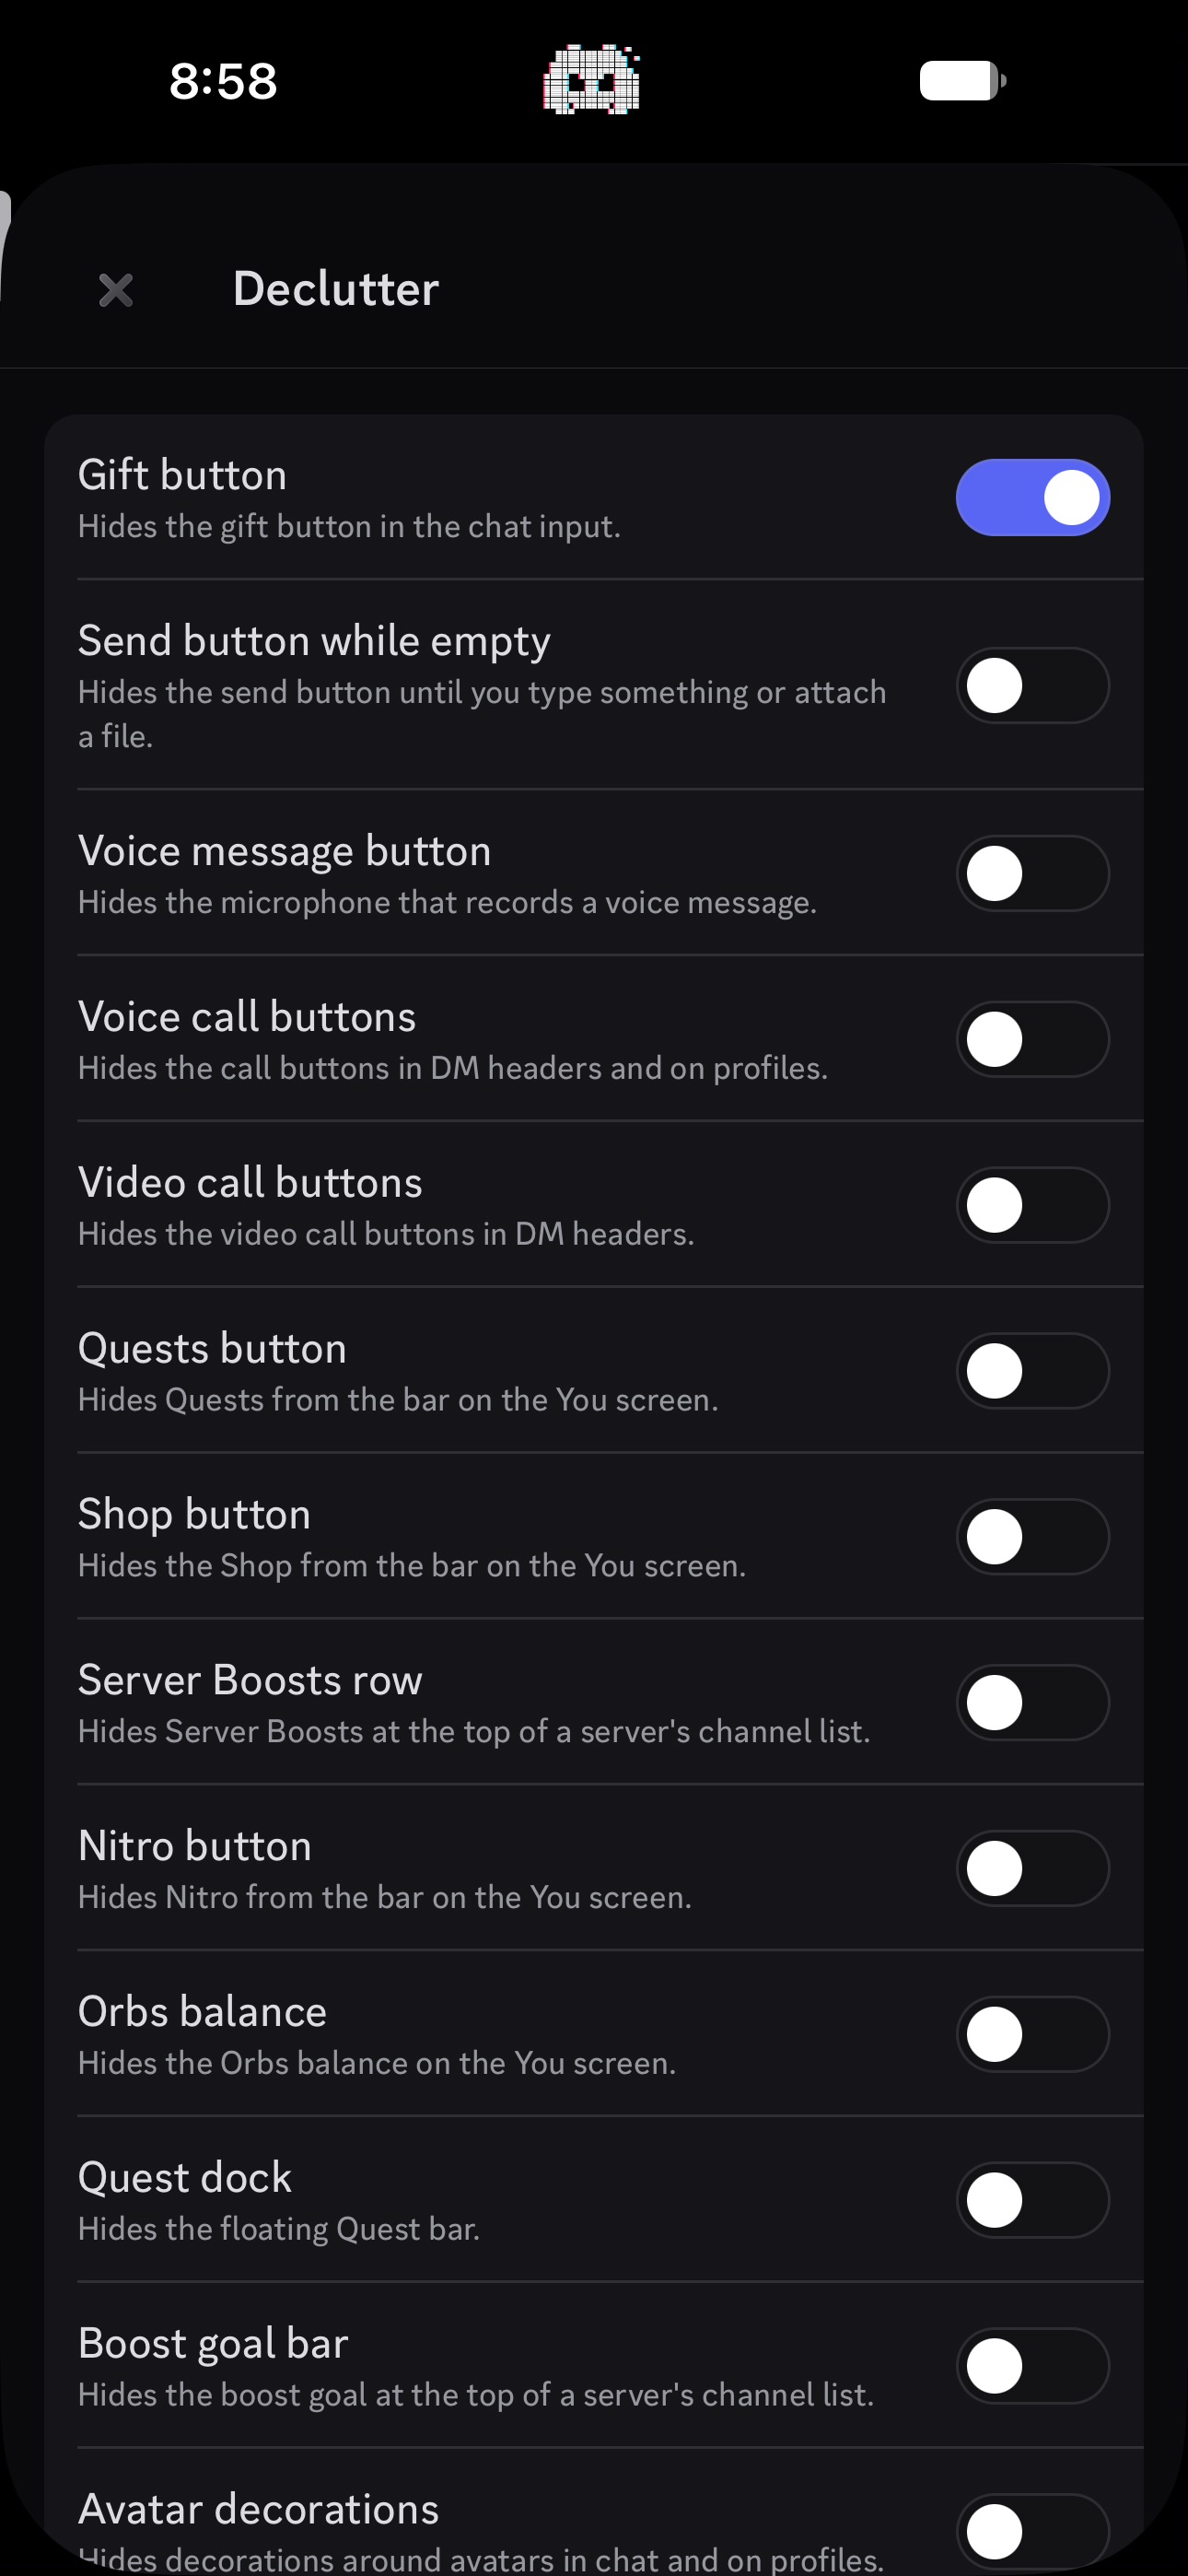 8:58
Declutter
Gift button
Hides the gift button in the chat input.
Send button while empty
Hides the send button until you type something or attach
a file.
Voice message button
Hides the microphone that records a voice message.
Voice call buttons
Hides the call buttons in DM headers and on profiles.
Video call buttons
Hides the video call buttons in DM headers.
Quests button
Hides Quests from the bar on the You screen.
Shop button
Hides the Shop from the bar on the You screen.
Server Boosts row
Hides Server Boosts at the top of a server's channel list.
Nitro button
Hides Nitro from the bar on the You screen.
Orbs balance
Hides the Orbs balance on the You screen.
Quest dock
Hides the floating Quest bar.
Boost goal bar
Hides the boost goal at the top of a server's channel list.
Avatar decorations
Hides decorations around avatars in chat and on profiles.